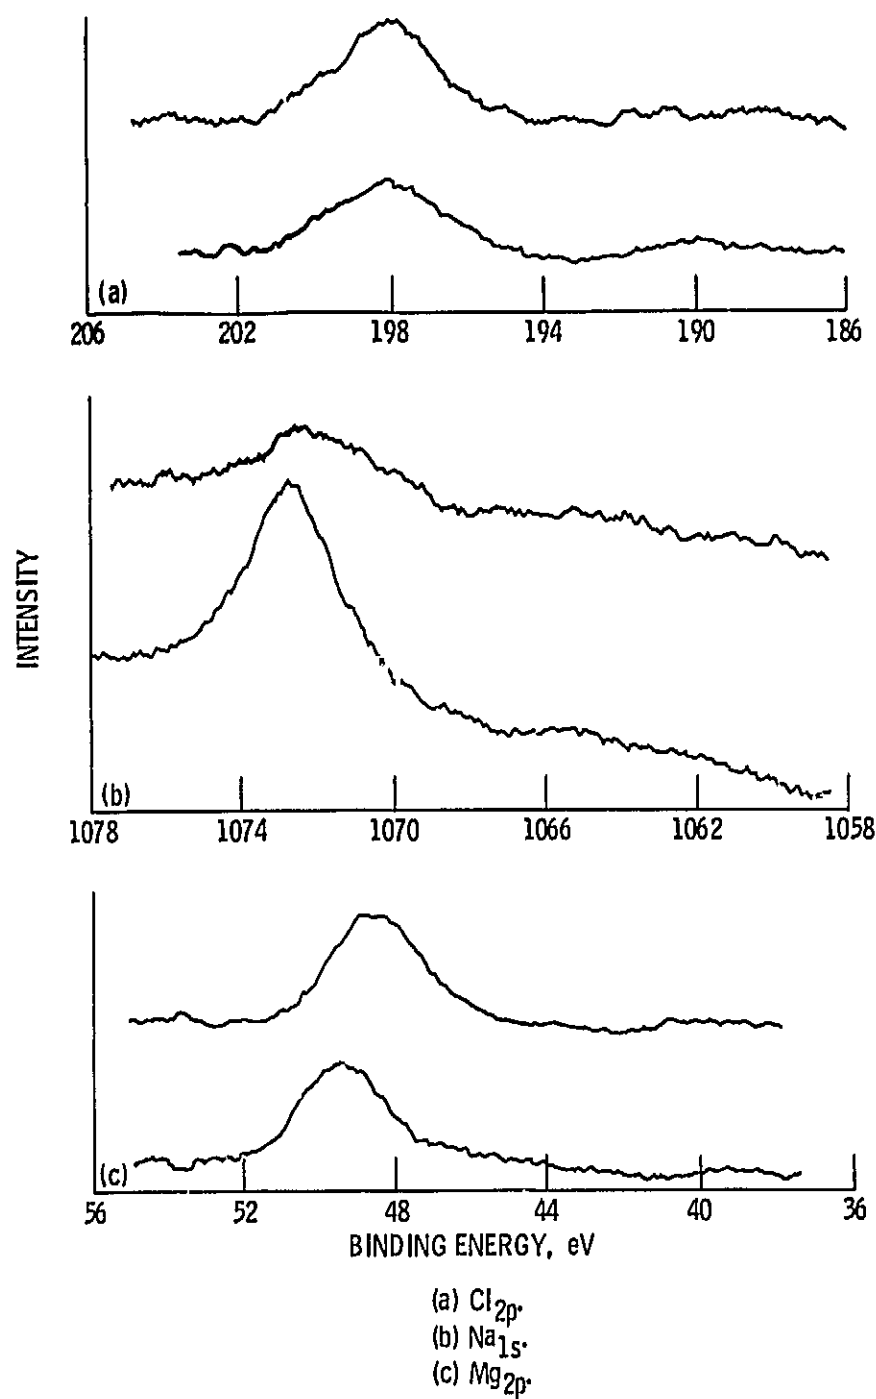 (a)
206 202 198 194 190 186
INTENSITY
(b)
1078 1074 1070 1066 1062 1058
(c)
56 52 48 44 40 36
BINDING ENERGY, eV
(a) Cl2p.
(b) Na1s.
(c) Mg2p.